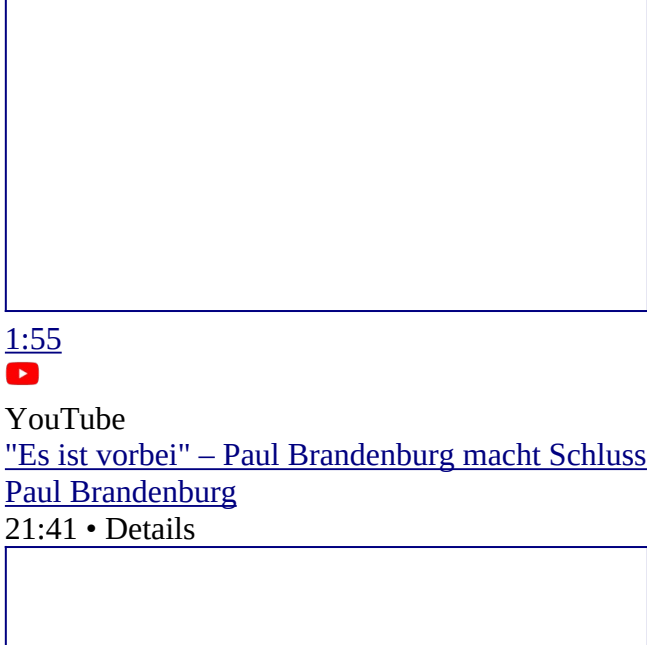 1:55
YouTube
"Es ist vorbei" – Paul Brandenburg macht Schluss
Paul Brandenburg
21:41 • Details